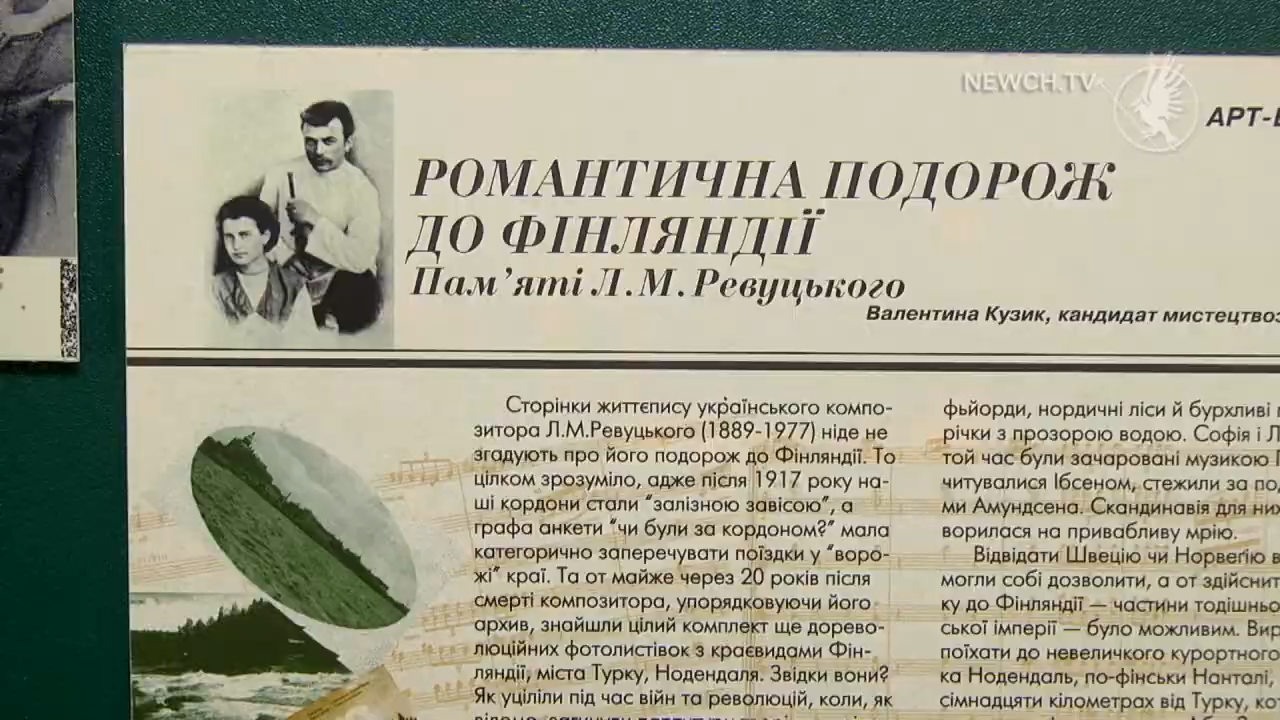 NEWCH.TV
АРТ-
РОМАНТИЧНА ПОДОРОЖ
ДО ФІНЛЯНДІЇ
Пам’яті Л.М.Ревуцького
Валентина Кузик, кандидат мистецтвоз
Сторінки життєпису українського компо-
зитора Л.М.Ревуцького (1889-1977) ніде не
згадують про його подорож до Фінляндії. То
цілком зрозуміло, адже після 1917 року на-
ші кордони стали “залізною завісою”, а
графа анкети “чи були за кордоном?” мала
категорично заперечувати поїздки у “воро-
жі” краї. Та от майже через 20 років після
смерті композитора, упорядковуючи його
архив, знайшли цілий комплект ще дорево-
люційних фотолистівок з краєвидами Фін-
ляндії, міста Турку, Нодендаля. Звідки вони?
Як уціліли під час війн та революцій, коли, як
фьйорди, нордичні ліси й бурхливі
річки з прозорою водою. Софія і Л
той час були зачаровані музикою
читувалися Ібсеном, стежили за по
ми Амундсена. Скандинавія для них
ворилася на привабливу мрію.
Відвідати Швецію чи Норвегію в
могли собі дозволити, а от здійснит
ку до Фінляндії — частини тодішньо
ської імперії — було можливим. Вир
поїхати до невеличкого курортного
ка Нодендаль, по-фінськи Нанталі,
сімнадцяти кілометрах від Турку, ко